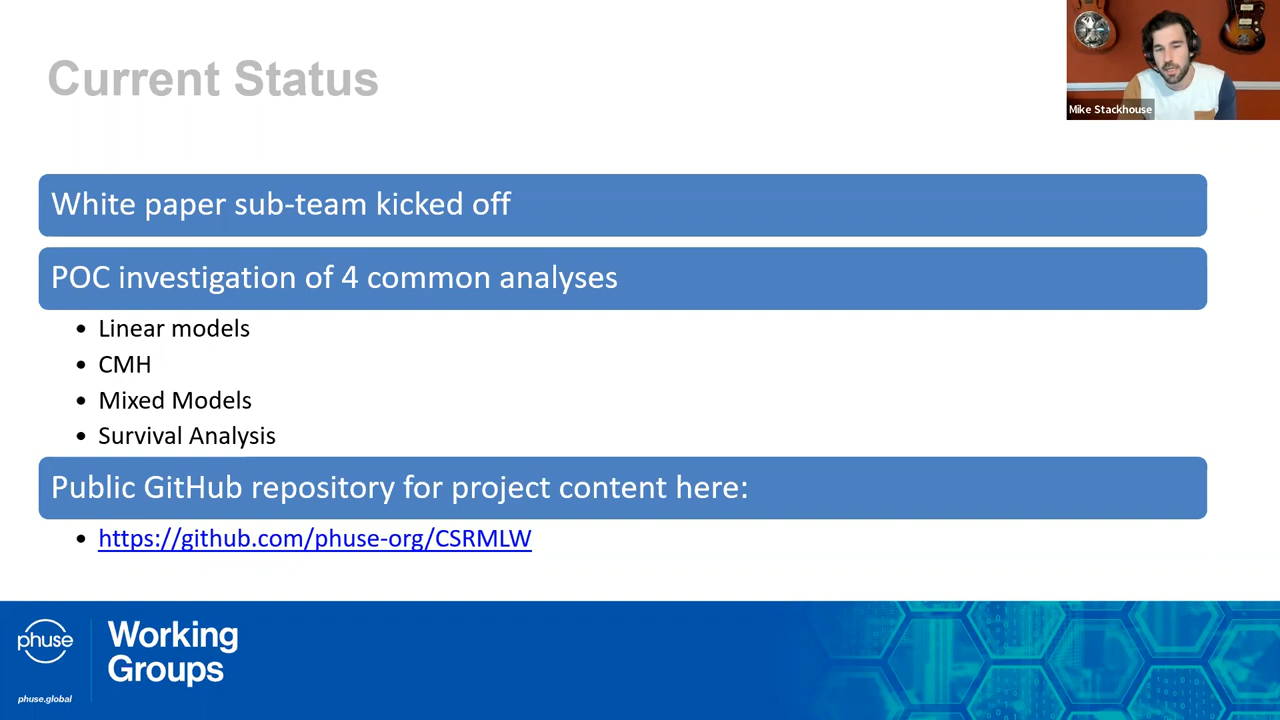 Current Status
Mike Stackhouse
White paper sub-team kicked off
POC investigation of 4 common analyses
• Linear models
• CMH
• Mixed Models
• Survival Analysis
Public GitHub repository for project content here:
• https://github.com/phuse-org/CSRMLW
phuse
Working
Groups
phuse.global